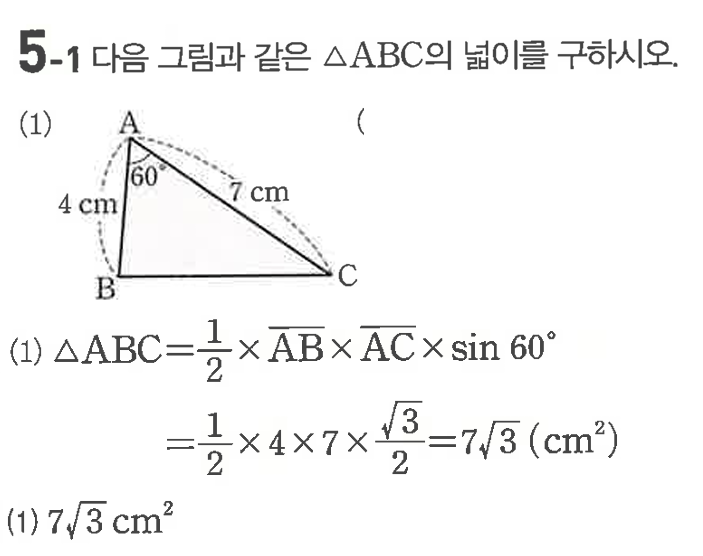 5-1 다음 그림과 같은 △ABC의 넓이를 구하시오.
(1)
(
A
60°
4 cm
7 cm
B
C
(1) △ABC=1/2×A̅B̅×A̅C̅×sin 60°
=1/2×4×7×√3/2=7√3 (cm²)
(1) 7√3 cm²